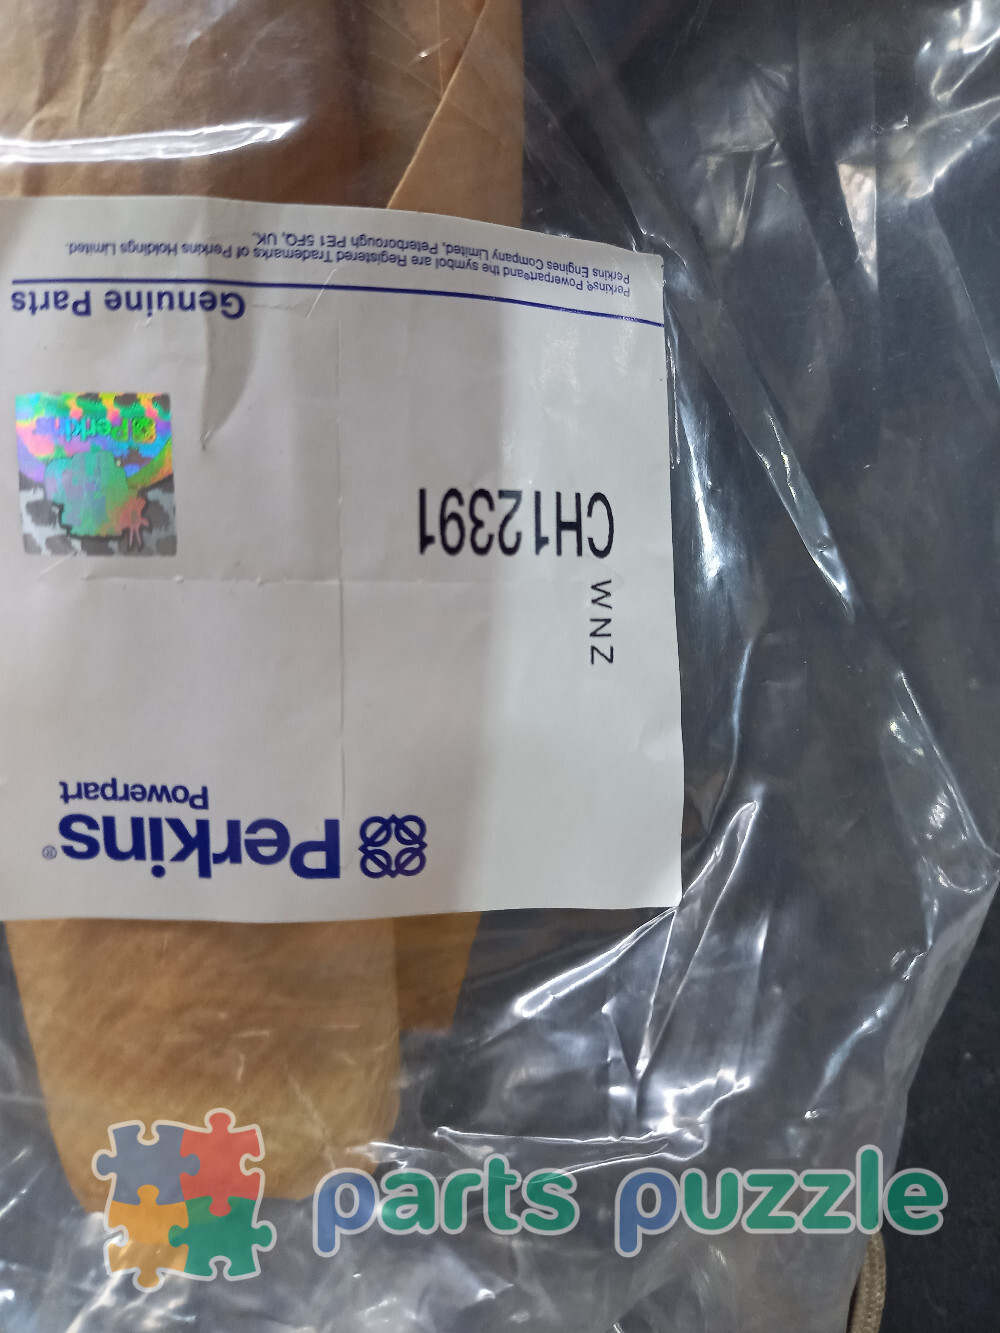 Perkins®
Powerpart
CH12391
WNZ
Perkins
Genuine Parts
Perkins® Powerpart® and the symbol are Registered Trademarks of Perkins Holdings Limited.
Perkins Engines Company Limited, Peterborough PE1 5FQ, UK.
parts puzzle